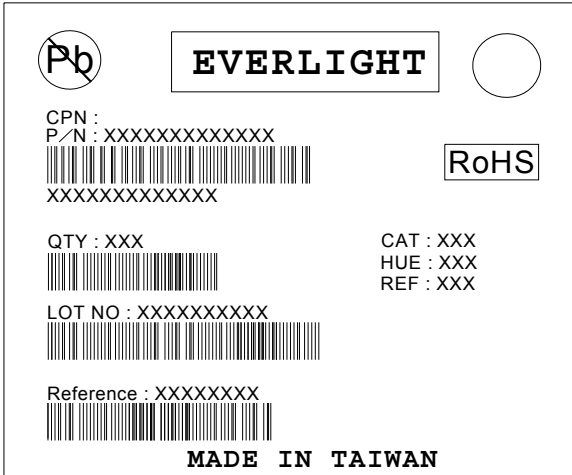 Pb
EVERLIGHT
CPN :
P/N : XXXXXXXXXXXXX
RoHS
XXXXXXXXXXXXX
QTY : XXX
CAT : XXX
HUE : XXX
REF : XXX
LOT NO : XXXXXXXXXX
Reference : XXXXXXXX
MADE IN TAIWAN